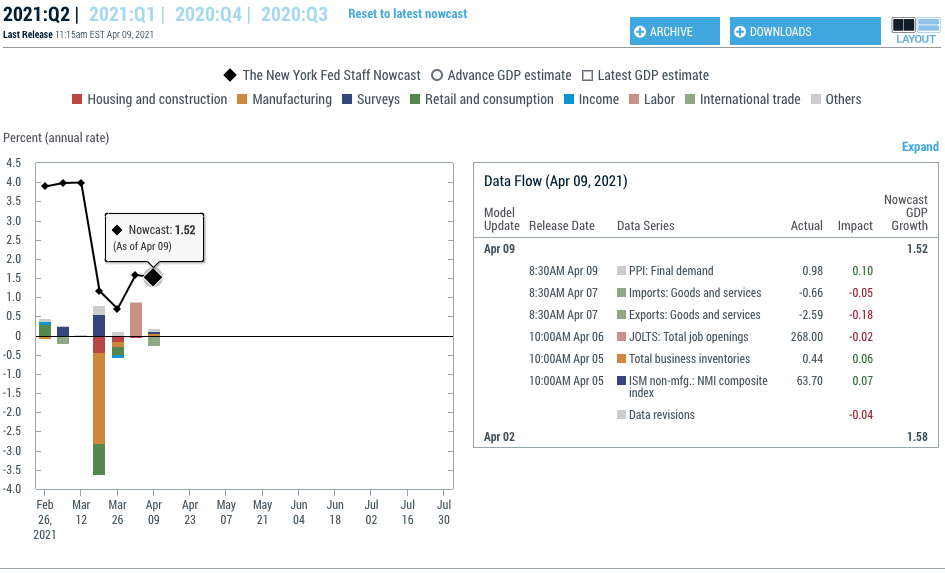 2021:Q2 | 2021:Q1 | 2020:Q4 | 2020:Q3 Reset to latest nowcast
Last Release 11:15am EST Apr 09, 2021
ARCHIVE
DOWNLOADS
LAYOUT
The New York Fed Staff Nowcast Advance GDP estimate Latest GDP estimate
Housing and construction Manufacturing Surveys Retail and consumption Income Labor International trade Others
Percent (annual rate)
Expand
4.5
4.0
3.5
3.0
2.5
2.0
1.5
1.0
0.5
0
-0.5
-1.0
-1.5
-2.0
-2.5
-3.0
-3.5
-4.0
Nowcast: 1.52
(As of Apr 09)
Feb 26, 2021
Mar 12
Mar 26
Apr 09
Apr 23
May 07
May 21
Jun 04
Jun 18
Jul 02
Jul 16
Jul 30
Data Flow (Apr 09, 2021)
Model Update Release Date Data Series Actual Impact Nowcast GDP Growth
Apr 09 1.52
8:30AM Apr 09 PPI: Final demand 0.98 0.10
8:30AM Apr 07 Imports: Goods and services -0.66 -0.05
8:30AM Apr 07 Exports: Goods and services -2.59 -0.18
10:00AM Apr 06 JOLTS: Total job openings 268.00 -0.02
10:00AM Apr 05 Total business inventories 0.44 0.06
10:00AM Apr 05 ISM non-mfg.: NMI composite 63.70 0.07
index
Data revisions -0.04
Apr 02 1.58